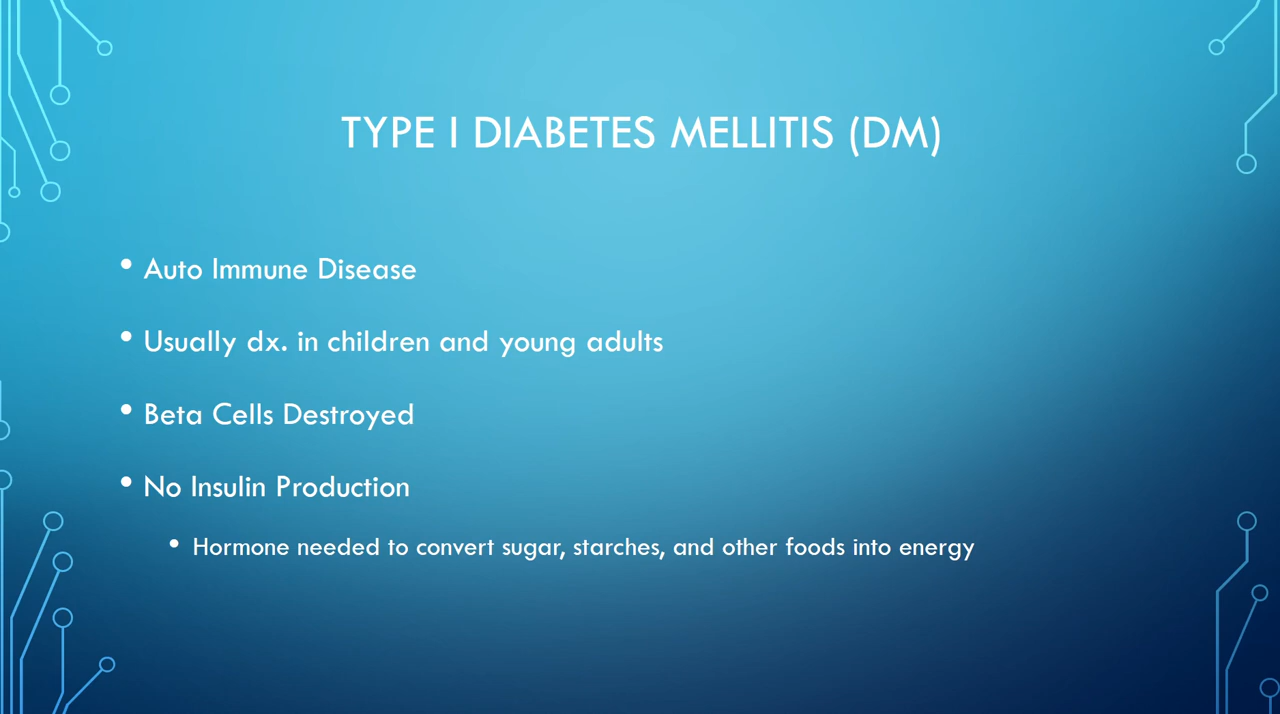 TYPE I DIABETES MELLITIS (DM)
• Auto Immune Disease
• Usually dx. in children and young adults
• Beta Cells Destroyed
• No Insulin Production
• Hormone needed to convert sugar, starches, and other foods into energy